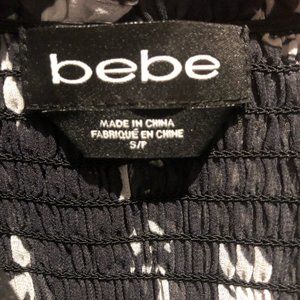 bebe
MADE IN CHINA
FABRIQUÉ EN CHINE
S/P